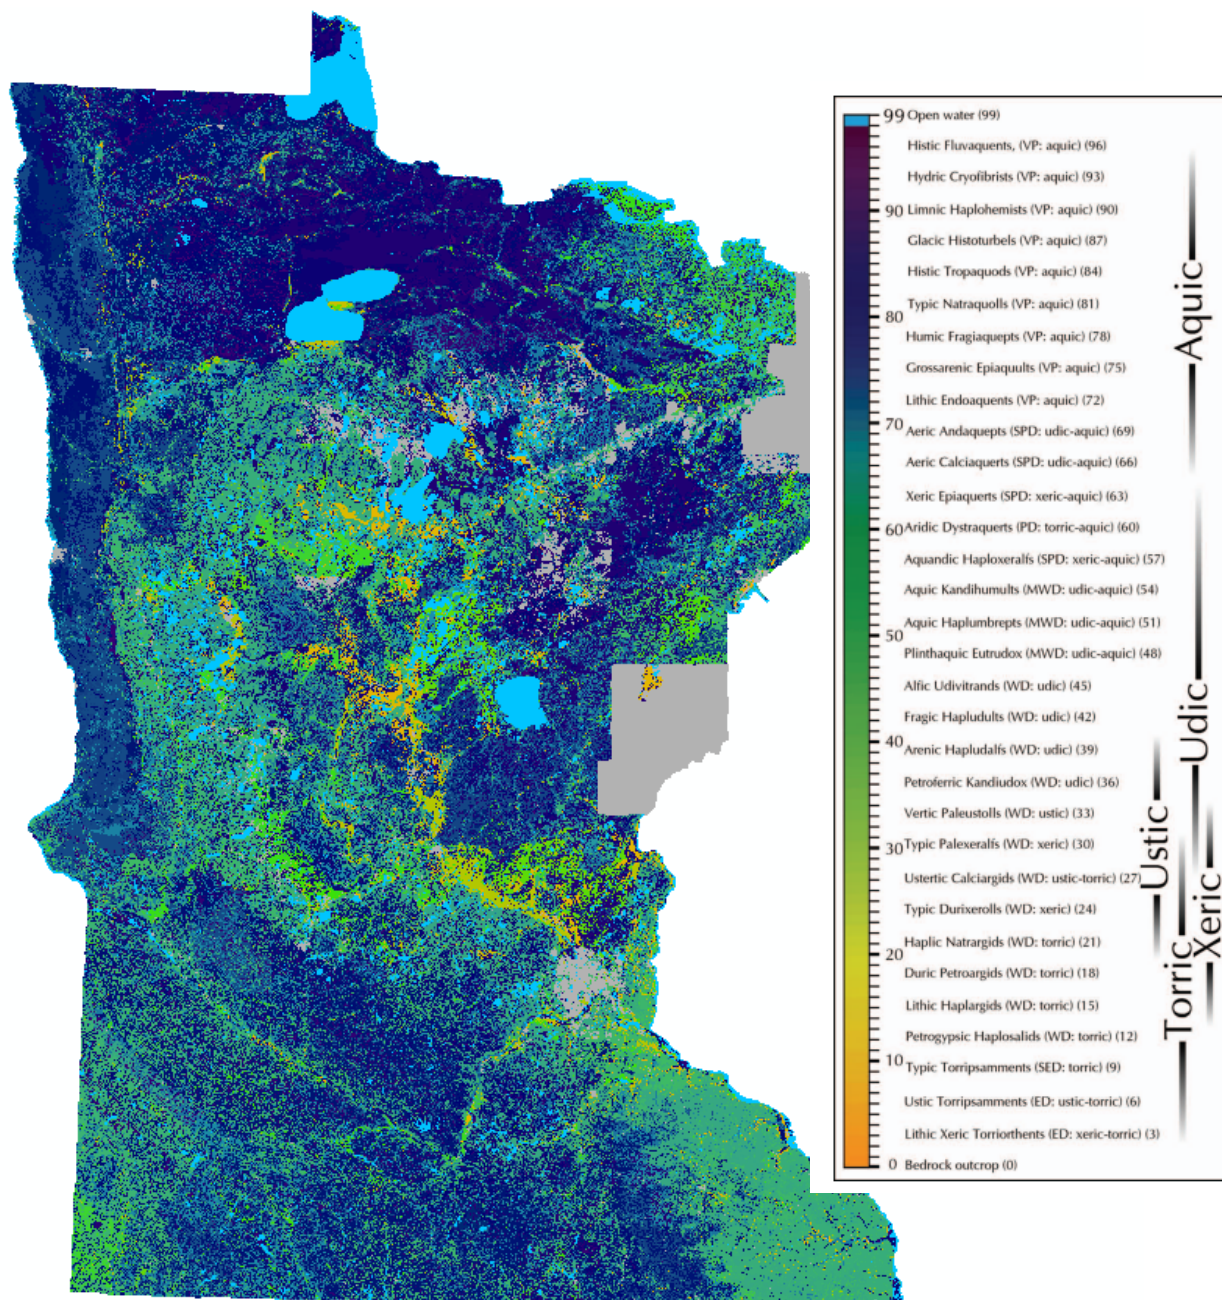 99 Open water (99)
Histic Fluvaquents, (VP: aquic) (96)
Hydric Cryofibrists (VP: aquic) (93)
90 Limnic Haplohemists (VP: aquic) (90)
Glacic Histoturbels (VP: aquic) (87)
Histic Tropaquods (VP: aquic) (84)
Typic Natraquolls (VP: aquic) (81)
80
Humic Fragiaquepts (VP: aquic) (78)
Grossarenic Epiaquults (VP: aquic) (75)
Lithic Endoaquents (VP: aquic) (72)
70
Aeric Andaquepts (SPD: udic-aquic) (69)
Aeric Calciaquerts (SPD: udic-aquic) (66)
Xeric Epiaquerts (SPD: xeric-aquic) (63)
60 Aridic Dystraquerts (PD: torric-aquic) (60)
Aquandic Haploxeralfs (SPD: xeric-aquic) (57)
Aquic Kandihumults (MWD: udic-aquic) (54)
Aquic Haplumbrepts (MWD: udic-aquic) (51)
50
Plinthaquic Eutrudox (MWD: udic-aquic) (48)
Alfic Udivitrands (WD: udic) (45)
Fragic Hapludults (WD: udic) (42)
40
Arenic Hapludalfs (WD: udic) (39)
Petroferric Kandiudox (WD: udic) (36)
Vertic Paleustolls (WD: ustic) (33)
30 Typic Palexeralfs (WD: xeric) (30)
Ustertic Calciargids (WD: ustic-torric) (27)
Typic Durixerolls (WD: xeric) (24)
Haplic Natrargids (WD: torric) (21)
20
Duric Petroargids (WD: torric) (18)
Lithic Haplargids (WD: torric) (15)
Petrogypsic Haplosalids (WD: torric) (12)
10
Typic Torripsamments (SED: torric) (9)
Ustic Torripsamments (ED: ustic-torric) (6)
Lithic Xeric Torriorthents (ED: xeric-torric) (3)
0 Bedrock outcrop (0)
Aquic
Udic
Ustic
Xeric
Torric